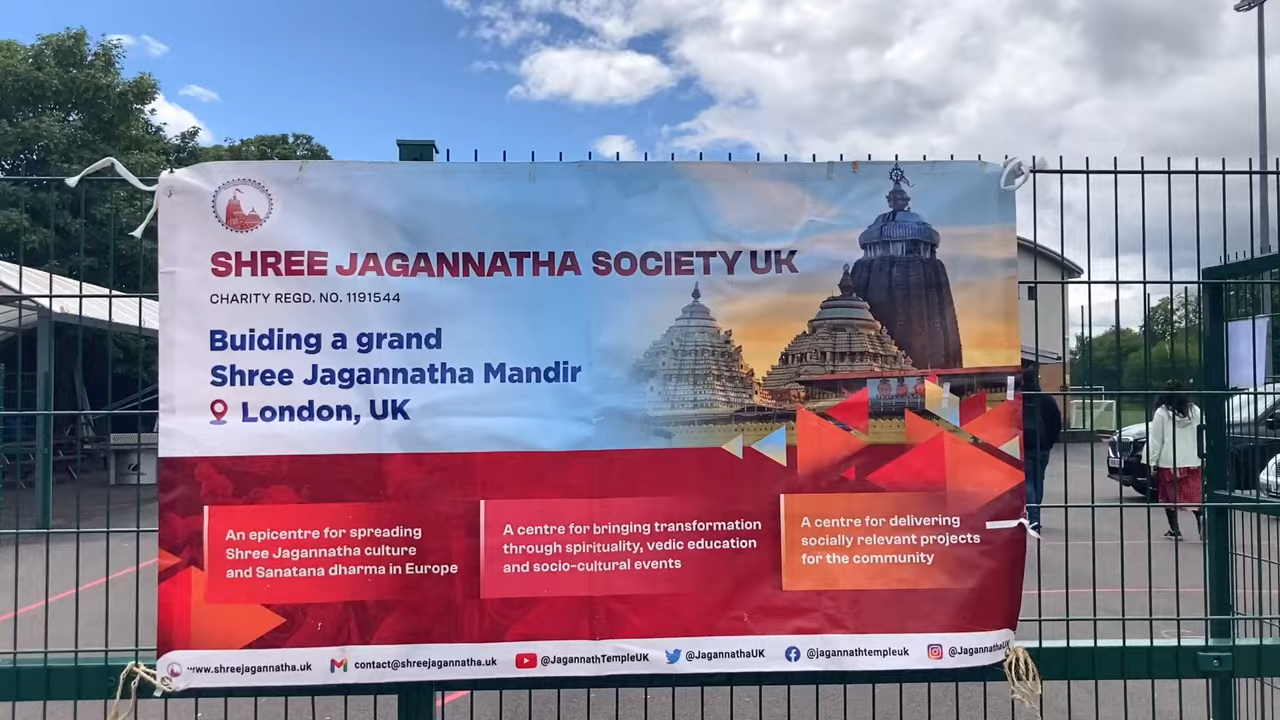 SHREE JAGANNATHA SOCIETY UK
CHARITY REGD. NO. 1191544
Buiding a grand
Shree Jagannatha Mandir
London, UK
An epicentre for spreading
Shree Jagannatha culture
and Sanatana dharma in Europe
A centre for bringing transformation
through spirituality, vedic education
and socio-cultural events
A centre for delivering
socially relevant projects
for the community
www.shreejagannatha.uk
contact@shreejagannatha.uk
@JagannathTempleUK
@JagannathaUK
@jagannathtempleuk
@JagannathaUK